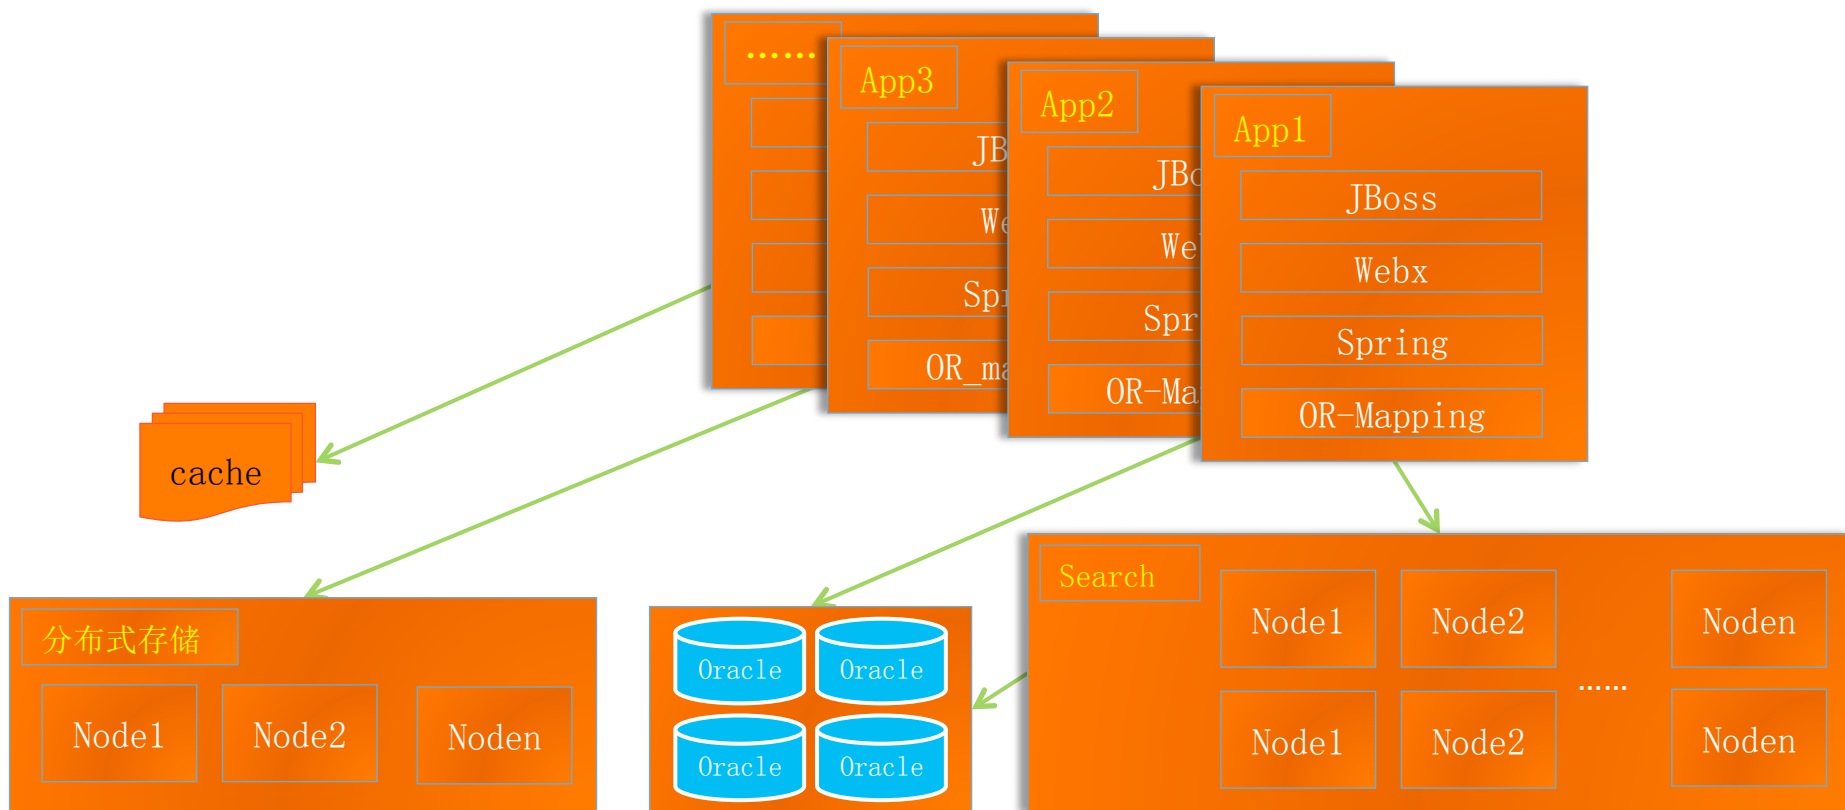 ……
App3
JB
We
Spr
OR_ma
App2
JBo
We
Spr
OR-Ma
App1
JBoss
Webx
Spring
OR-Mapping
cache
分布式存储
Node1
Node2
Noden
Oracle
Oracle
Oracle
Oracle
Search
Node1
Node2
Noden
……
Node1
Node2
Noden